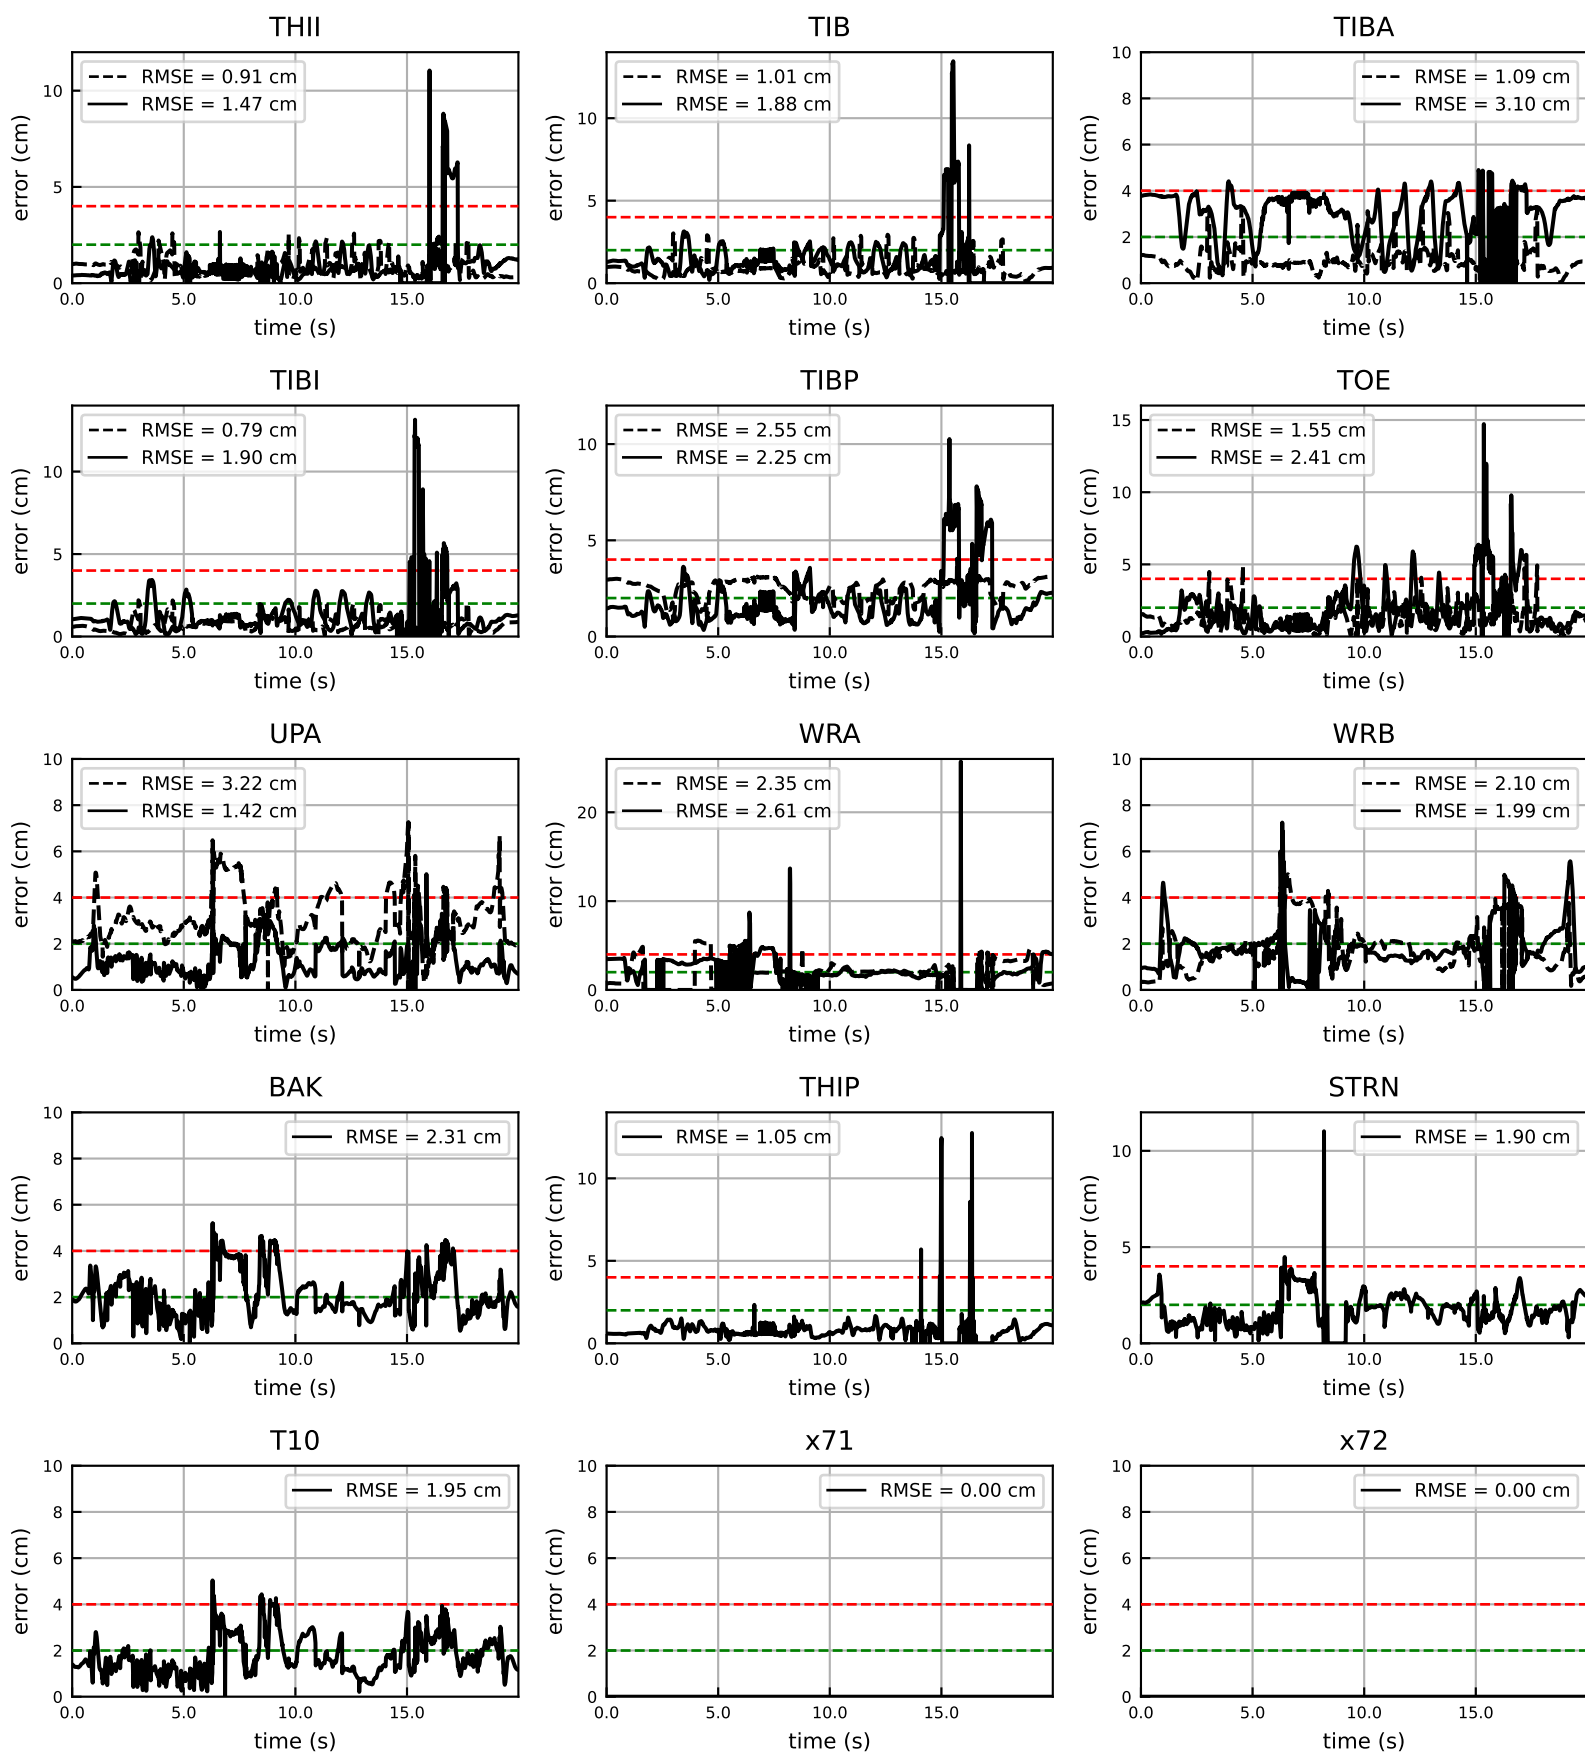 THII TIB TIBA
RMSE = 0.91 cm
RMSE = 1.47 cm
10
5
0
error (cm)
0.0 5.0 10.0 15.0
time (s)
RMSE = 1.01 cm
RMSE = 1.88 cm
10
5
0
error (cm)
0.0 5.0 10.0 15.0
time (s)
RMSE = 1.09 cm
RMSE = 3.10 cm
10
8
6
4
2
0
error (cm)
0.0 5.0 10.0 15.0
time (s)
TIBI TIBP TOE
RMSE = 0.79 cm
RMSE = 1.90 cm
10
5
0
error (cm)
0.0 5.0 10.0 15.0
time (s)
RMSE = 2.55 cm
RMSE = 2.25 cm
10
5
0
error (cm)
0.0 5.0 10.0 15.0
time (s)
RMSE = 1.55 cm
RMSE = 2.41 cm
15
10
5
0
error (cm)
0.0 5.0 10.0 15.0
time (s)
UPA WRA WRB
RMSE = 3.22 cm
RMSE = 1.42 cm
10
8
6
4
2
0
error (cm)
0.0 5.0 10.0 15.0
time (s)
RMSE = 2.35 cm
RMSE = 2.61 cm
20
10
0
error (cm)
0.0 5.0 10.0 15.0
time (s)
RMSE = 2.10 cm
RMSE = 1.99 cm
10
8
6
4
2
0
error (cm)
0.0 5.0 10.0 15.0
time (s)
BAK THIP STRN
RMSE = 2.31 cm
10
8
6
4
2
0
error (cm)
0.0 5.0 10.0 15.0
time (s)
RMSE = 1.05 cm
10
5
0
error (cm)
0.0 5.0 10.0 15.0
time (s)
RMSE = 1.90 cm
10
5
0
error (cm)
0.0 5.0 10.0 15.0
time (s)
T10 x71 x72
RMSE = 1.95 cm
10
8
6
4
2
0
error (cm)
0.0 5.0 10.0 15.0
time (s)
RMSE = 0.00 cm
10
8
6
4
2
0
error (cm)
0.0 5.0 10.0 15.0
time (s)
RMSE = 0.00 cm
10
8
6
4
2
0
error (cm)
0.0 5.0 10.0 15.0
time (s)